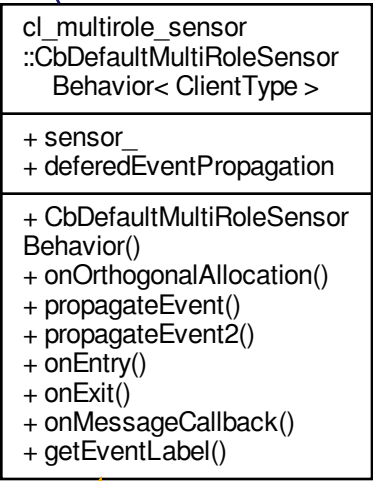 cl_multirole_sensor
::CbDefaultMultiRoleSensor
Behavior< ClientType >
+ sensor_
+ deferedEventPropagation
+ CbDefaultMultiRoleSensor
Behavior()
+ onOrthogonalAllocation()
+ propagateEvent()
+ propagateEvent2()
+ onEntry()
+ onExit()
+ onMessageCallback()
+ getEventLabel()